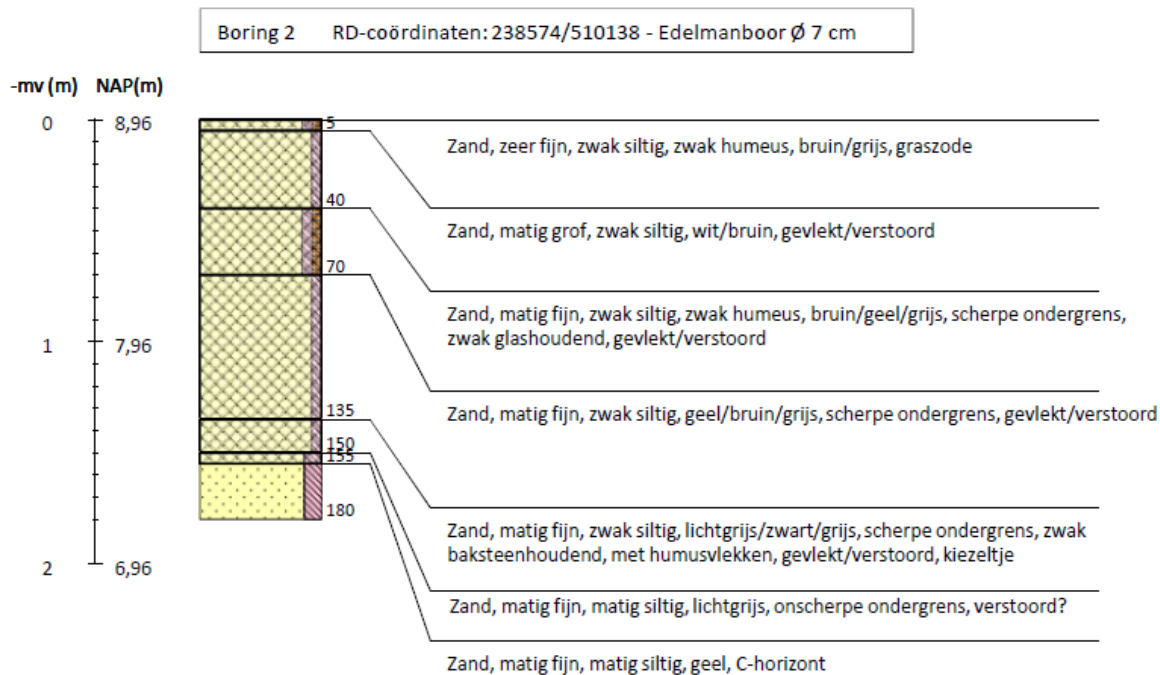 Boring 2 RD-coördinaten: 238574/510138 - Edelmanboor Ø 7 cm
-mv (m) NAP(m)
0 8,96
5
Zand, zeer fijn, zwak siltig, zwak humeus, bruin/grijs, graszode
40
Zand, matig grof, zwak siltig, wit/bruin, gevlekt/verstoord
70
Zand, matig fijn, zwak siltig, zwak humeus, bruin/geel/grijs, scherpe ondergrens,
zwak glashoudend, gevlekt/verstoord
1 7,96
135
Zand, matig fijn, zwak siltig, geel/bruin/grijs, scherpe ondergrens, gevlekt/verstoord
150
155
180
Zand, matig fijn, zwak siltig, lichtgrijs/zwart/grijs, scherpe ondergrens, zwak
baksteenhoudend, met humusvlekken, gevlekt/verstoord, kiezeltje
2 6,96
Zand, matig fijn, matig siltig, lichtgrijs, onscherpe ondergrens, verstoord?
Zand, matig fijn, matig siltig, geel, C-horizont